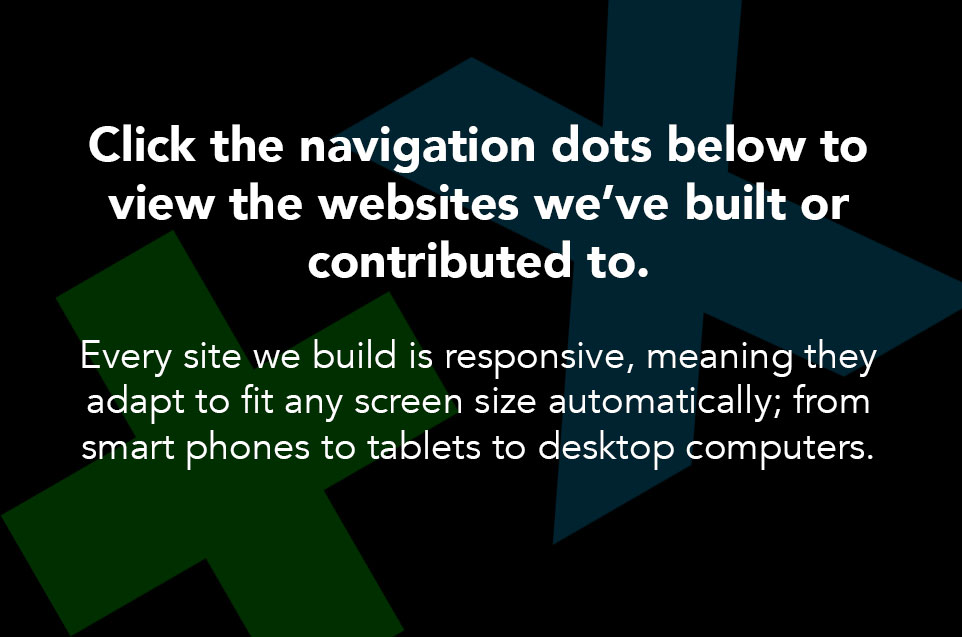 Click the navigation dots below to
view the websites we’ve built or
contributed to.
Every site we build is responsive, meaning they
adapt to fit any screen size automatically; from
smart phones to tablets to desktop computers.